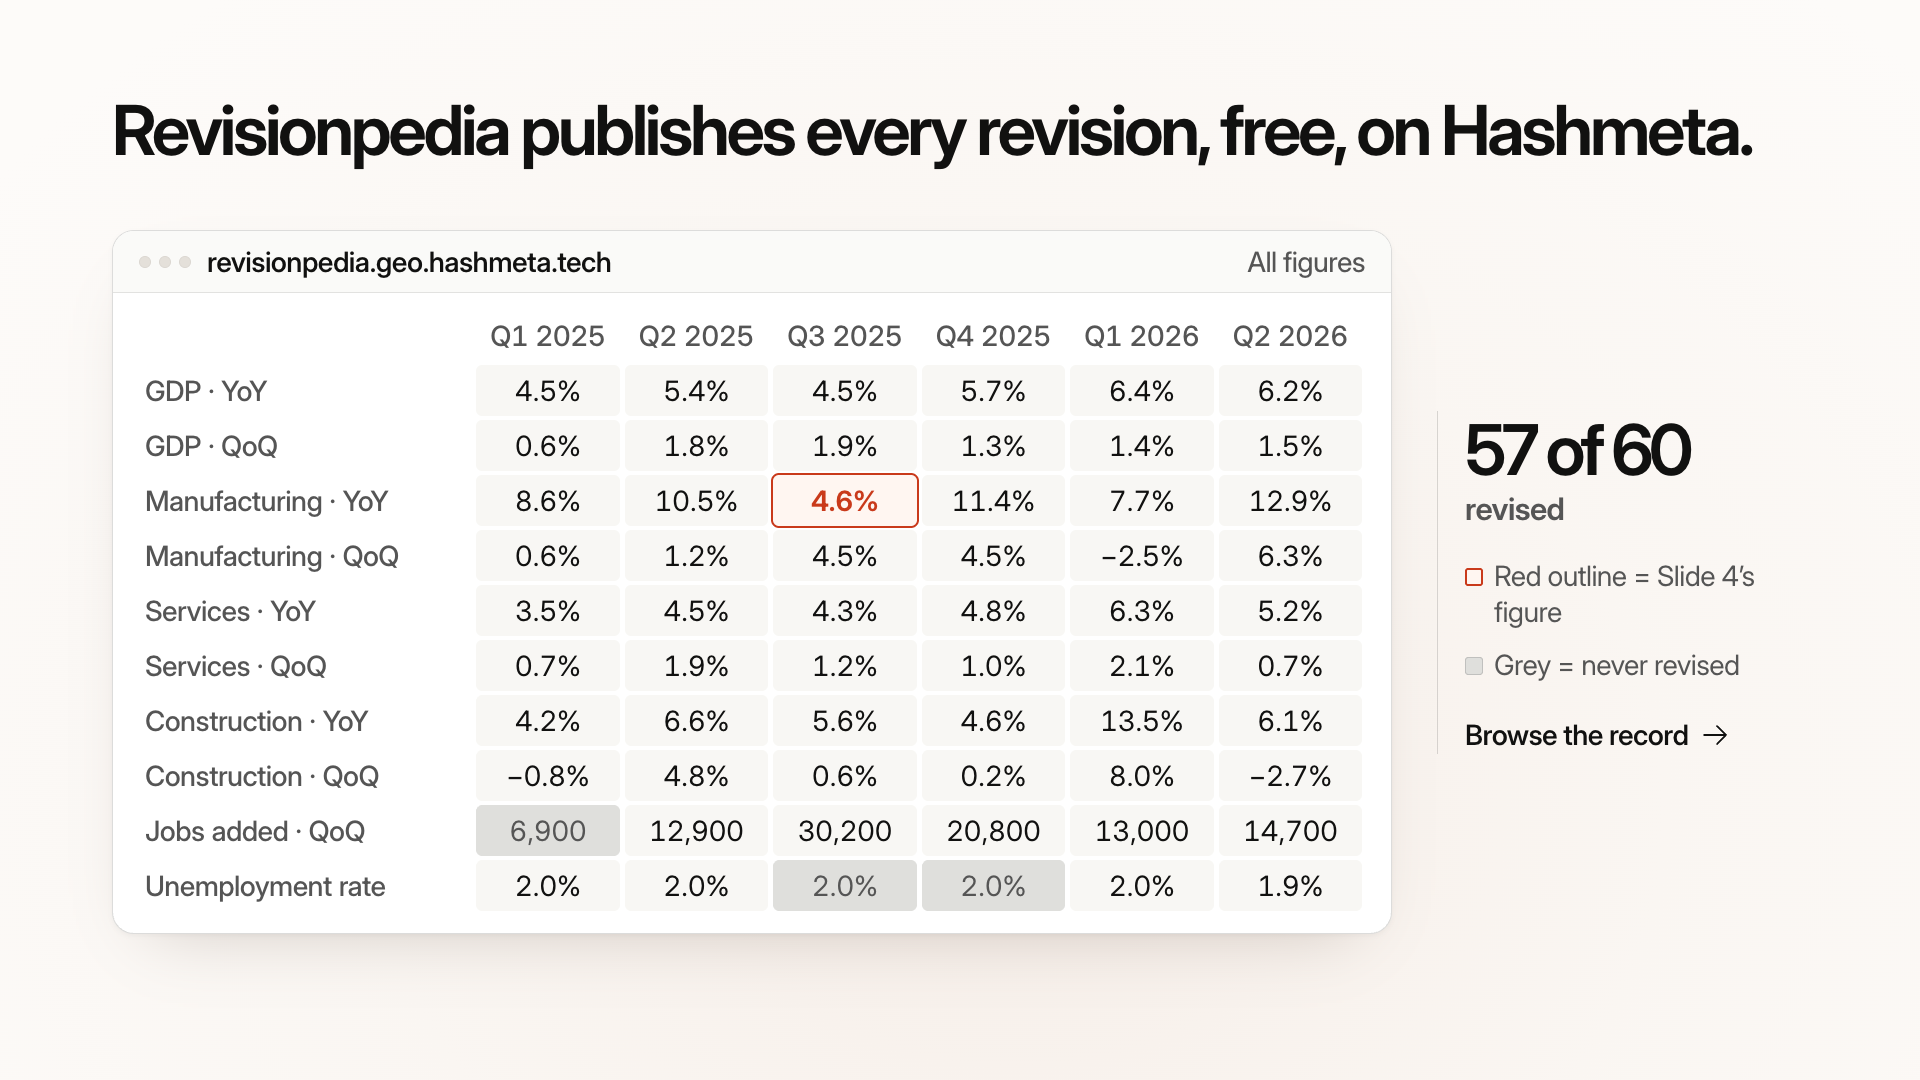 Revisionpedia publishes every revision, free, on Hashmeta.
revisionpedia.geo.hashmeta.tech All figures
Q1 2025 Q2 2025 Q3 2025 Q4 2025 Q1 2026 Q2 2026
GDP · YoY 4.5% 5.4% 4.5% 5.7% 6.4% 6.2%
GDP · QoQ 0.6% 1.8% 1.9% 1.3% 1.4% 1.5%
Manufacturing · YoY 8.6% 10.5% 4.6% 11.4% 7.7% 12.9%
Manufacturing · QoQ 0.6% 1.2% 4.5% 4.5% −2.5% 6.3%
Services · YoY 3.5% 4.5% 4.3% 4.8% 6.3% 5.2%
Services · QoQ 0.7% 1.9% 1.2% 1.0% 2.1% 0.7%
Construction · YoY 4.2% 6.6% 5.6% 4.6% 13.5% 6.1%
Construction · QoQ −0.8% 4.8% 0.6% 0.2% 8.0% −2.7%
Jobs added · QoQ 6,900 12,900 30,200 20,800 13,000 14,700
Unemployment rate 2.0% 2.0% 2.0% 2.0% 2.0% 1.9%
57 of 60
revised
Red outline = Slide 4’s
figure
Grey = never revised
Browse the record →